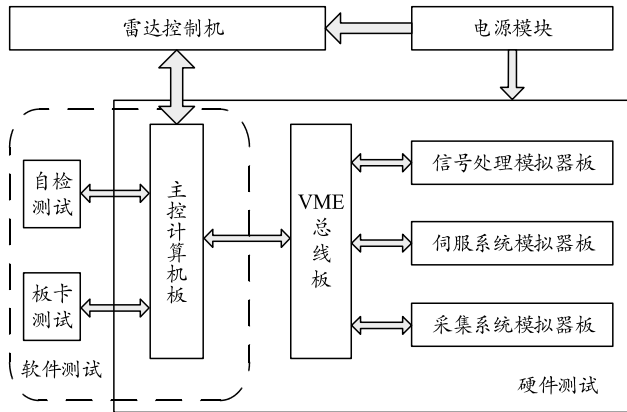 雷达控制机
电源模块
自检
测试
板卡
测试
软件测试
主控计算机板
VME
总线板
信号处理模拟器板
伺服系统模拟器板
采集系统模拟器板
硬件测试